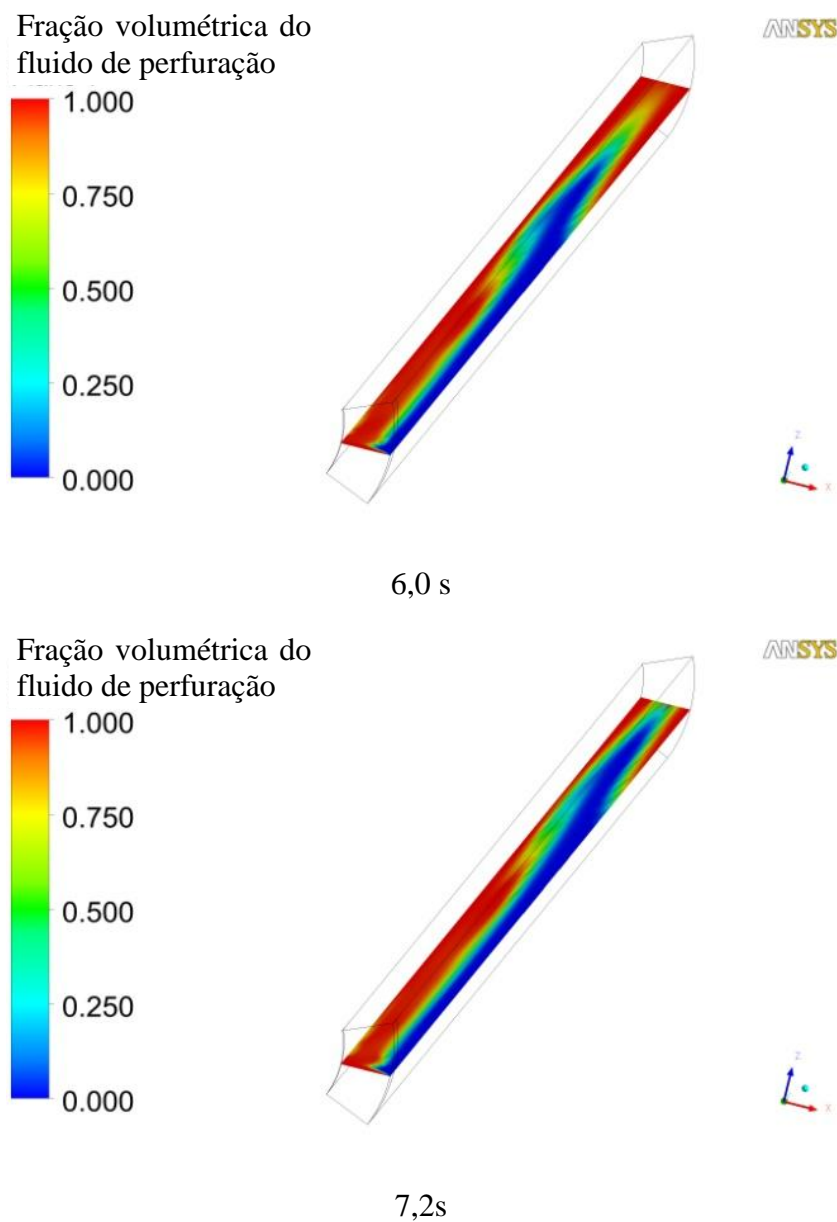 Fração volumétrica do
fluido de perfuração
ANSYS
1.000
0.750
0.500
0.250
0.000
Z
X
6,0 s
Fração volumétrica do
fluido de perfuração
ANSYS
1.000
0.750
0.500
0.250
0.000
Z
X
7,2s